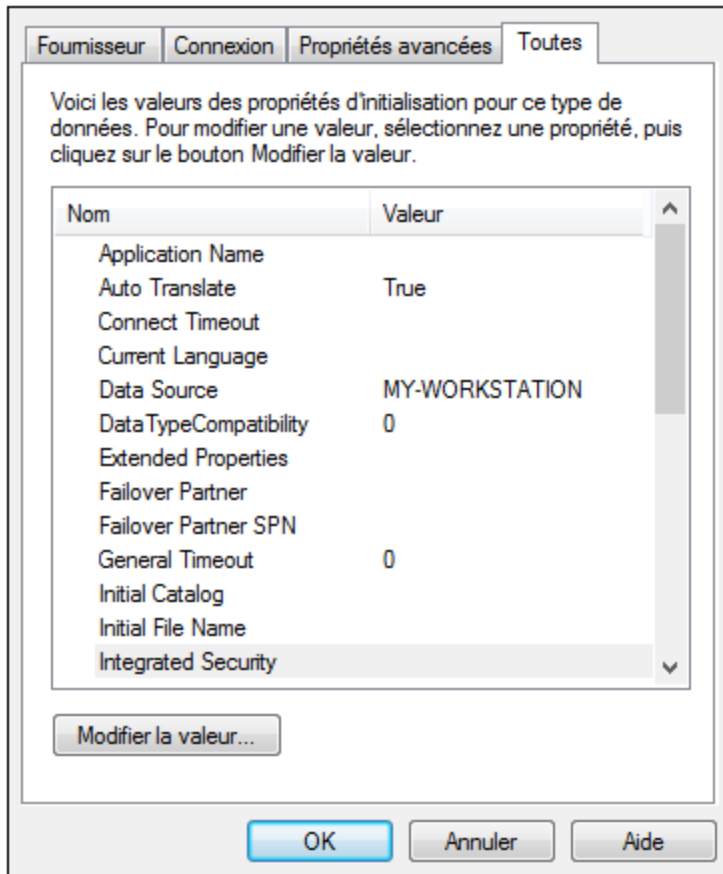 Fournisseur Connexion Propriétés avancées Toutes
Voici les valeurs des propriétés d'initialisation pour ce type de
données. Pour modifier une valeur, sélectionnez une propriété, puis
cliquez sur le bouton Modifier la valeur.
Nom Valeur
Application Name
Auto Translate True
Connect Timeout
Current Language
Data Source MY-WORKSTATION
DataTypeCompatibility 0
Extended Properties
Failover Partner
Failover Partner SPN
General Timeout 0
Initial Catalog
Initial File Name
Integrated Security
Modifier la valeur...
OK Annuler Aide